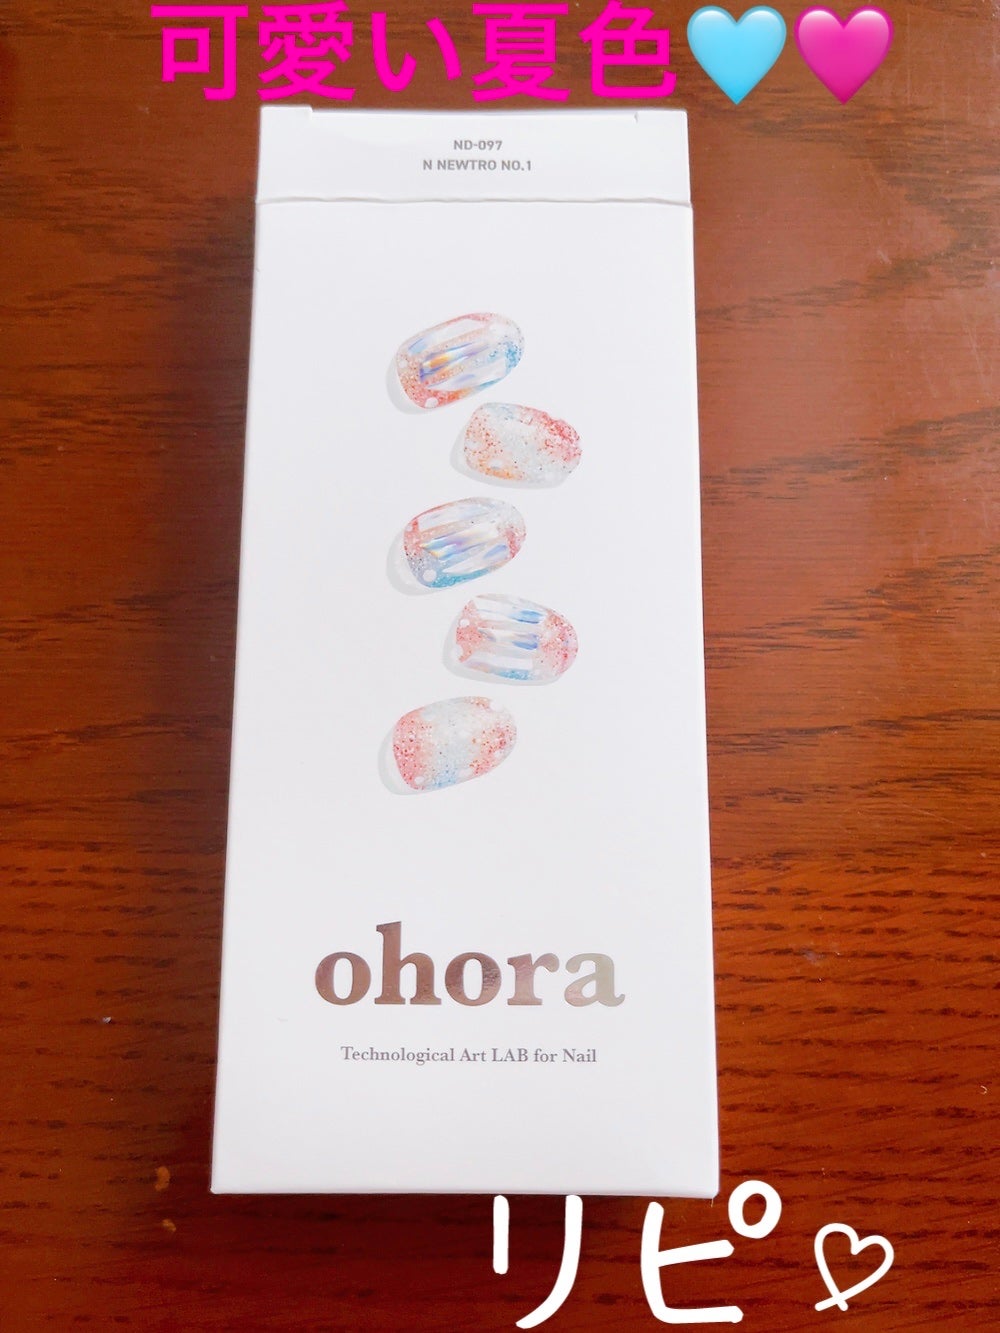 可愛い夏色🩵🩷
ND-097
N NEWTRO NO.1
ohora
Technological Art LAB for Nail
リピ♡